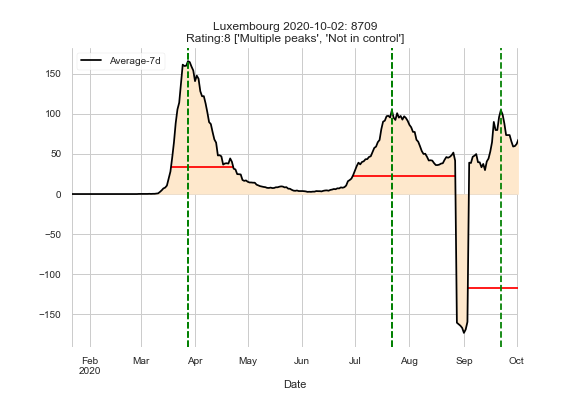 Luxembourg 2020-10-02: 8709
Rating:8 ['Multiple peaks', 'Not in control']
Average-7d
150
100
50
0
−50
−100
−150
Feb Mar Apr May Jun Jul Aug Sep Oct
2020
Date